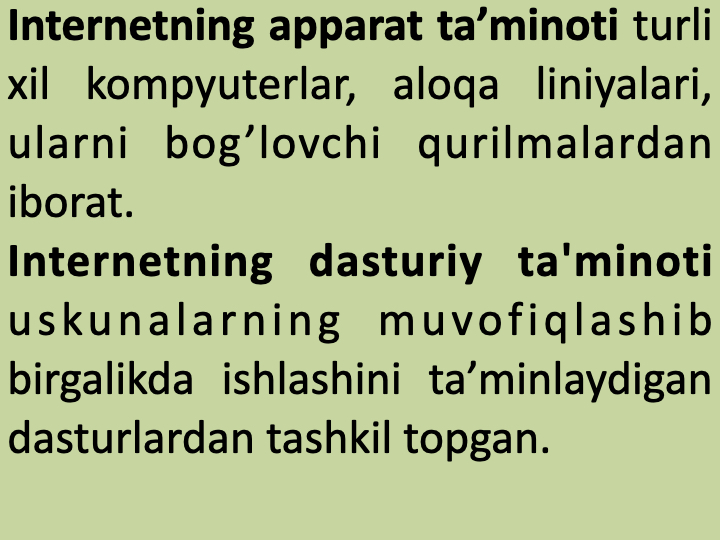 Internetning apparat ta’minoti turli
xil kompyuterlar, aloqa liniyalari,
ularni bog’lovchi qurilmalardan
iborat.
Internetning dasturiy ta'minoti
uskunalarning muvofiqlashib
birgalikda ishlashini ta’minlaydigan
dasturlardan tashkil topgan.